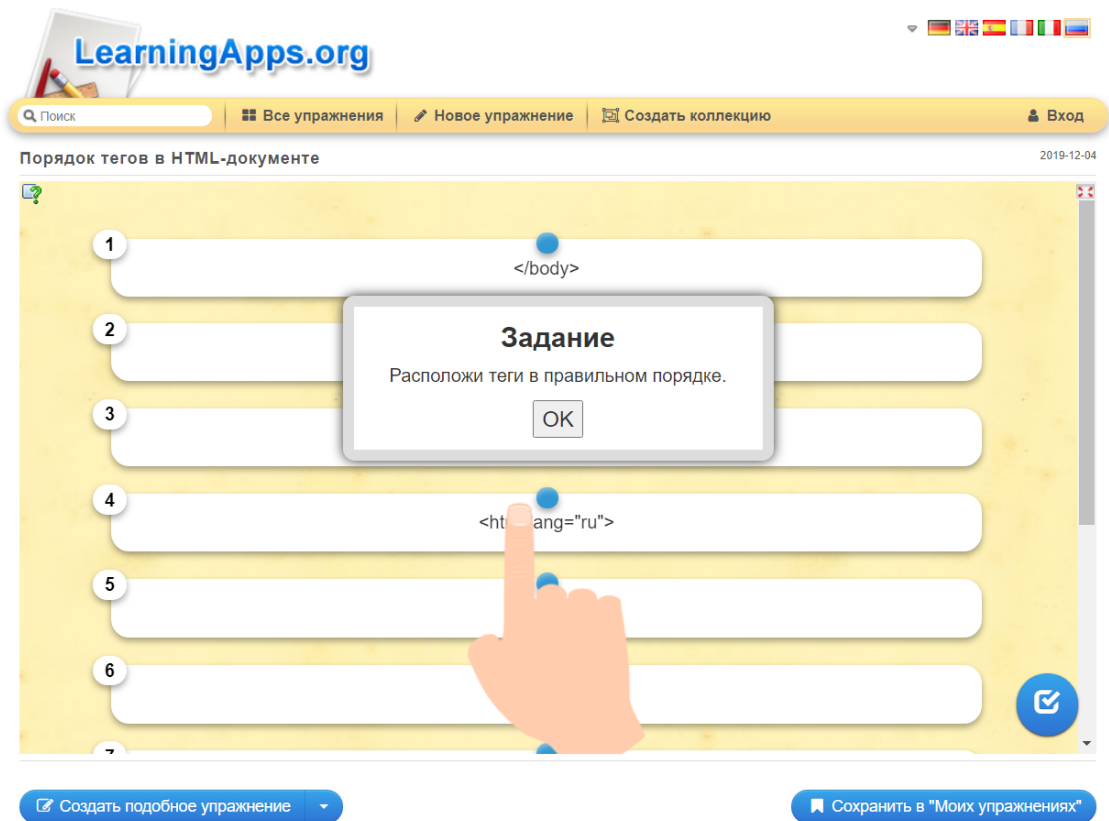 LearningApps.org
Поиск
Все упражнения
Новое упражнение
Создать коллекцию
Вход
Порядок тегов в HTML-документе
2019-12-04
1
</body>
2
Задание
Расположи теги в правильном порядке.
OK
3
4
ang="ru">
5
6
Создать подобное упражнение
Сохранить в "Моих упражнениях"